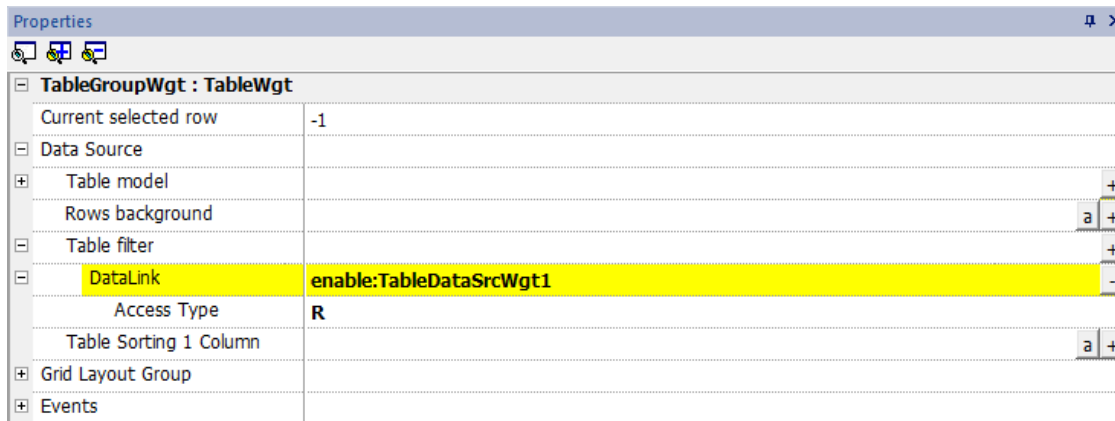 Properties
TableGroupWgt : TableWgt
Current selected row -1
Data Source
Table model +
Rows background a +
Table filter +
DataLink enable:TableDataSrcWgt1 -
Access Type R
Table Sorting 1 Column a +
Grid Layout Group
Events